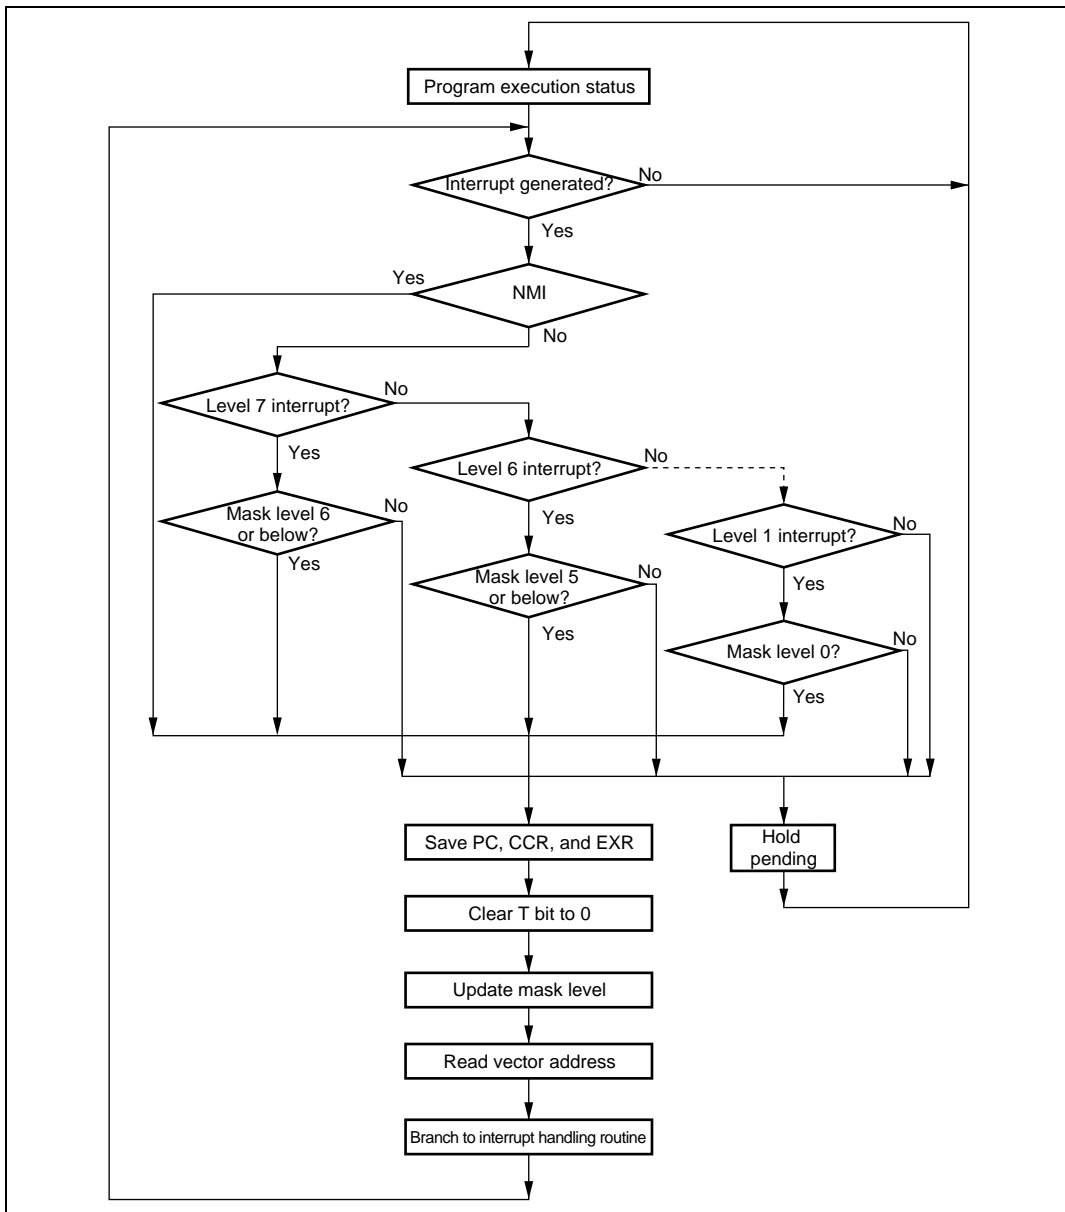 Program execution status
Interrupt generated?
No
Yes
Yes
NMI
No
Level 7 interrupt?
No
Yes
Level 6 interrupt?
No
Mask level 6
or below?
No
Yes
Yes
Level 1 interrupt?
No
Mask level 5
or below?
No
Yes
Yes
Mask level 0?
No
Yes
Save PC, CCR, and EXR
Hold
pending
Clear T bit to 0
Update mask level
Read vector address
Branch to interrupt handling routine